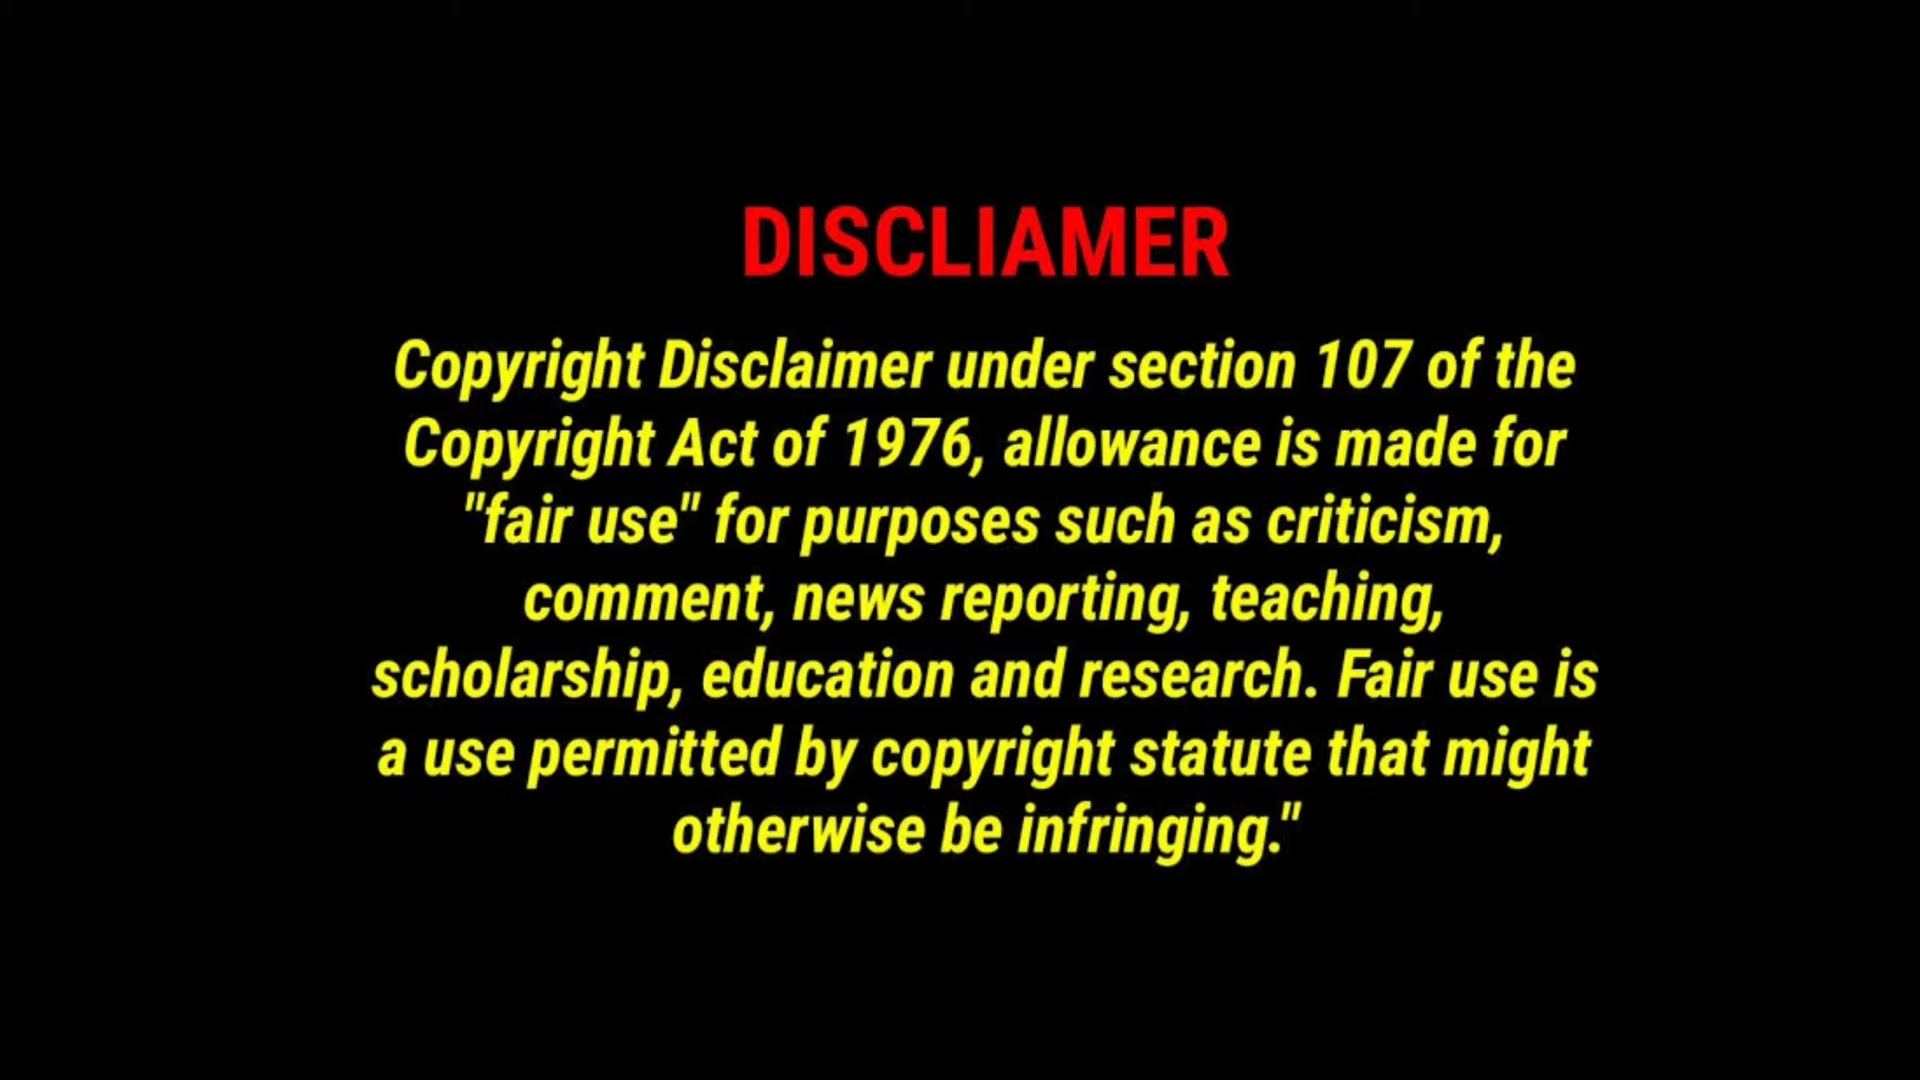 DISCLIAMER
Copyright Disclaimer under section 107 of the
Copyright Act of 1976, allowance is made for
"fair use" for purposes such as criticism,
comment, news reporting, teaching,
scholarship, education and research. Fair use is
a use permitted by copyright statute that might
otherwise be infringing."